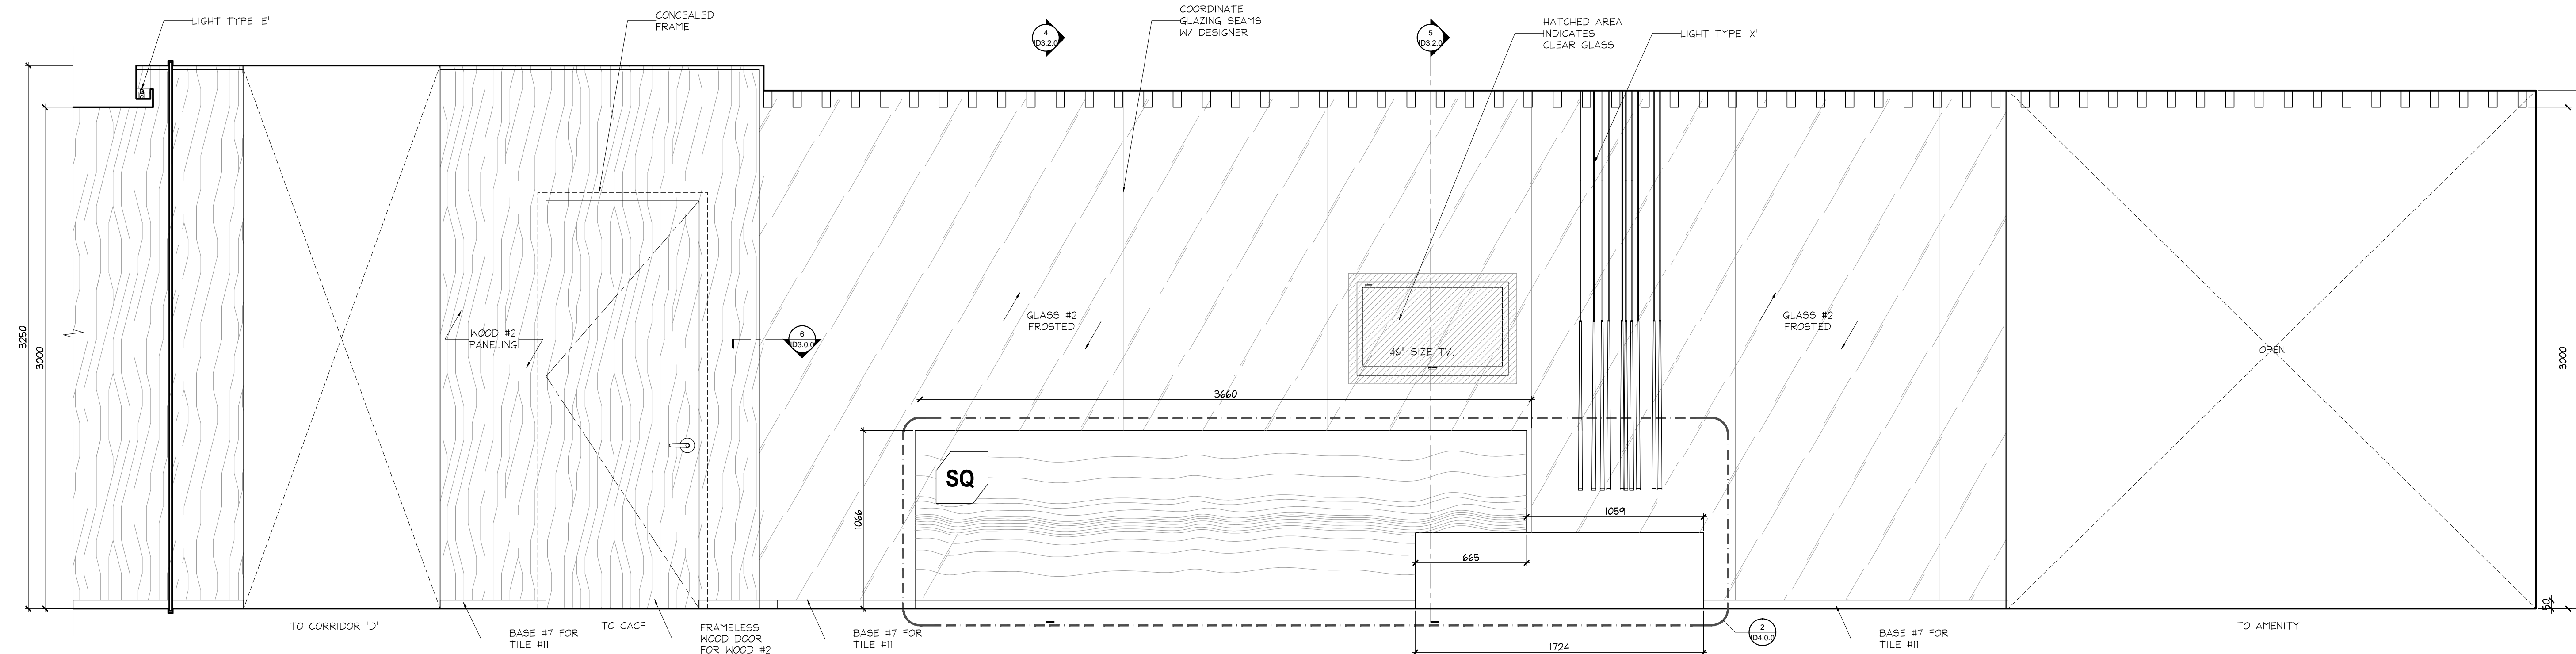 LIGHT TYPE 'E'
CONCEALED
FRAME
COORDINATE
GLAZING SEAMS
W/ DESIGNER
4
ID3.2.0
5
ID3.2.0
HATCHED AREA
INDICATES
CLEAR GLASS
LIGHT TYPE 'X'
3250
3000
WOOD #2
PANELING
6
ID3.0.0
GLASS #2
FROSTED
46" SIZE TV
GLASS #2
FROSTED
OPEN
3000
3660
1066
SQ
1059
665
50
TO CORRIDOR 'D'
BASE #7 FOR
TILE #11
TO CACF
FRAMELESS
WOOD DOOR
FOR WOOD #2
BASE #7 FOR
TILE #11
1724
2
ID4.0.0
BASE #7 FOR
TILE #11
TO AMENITY